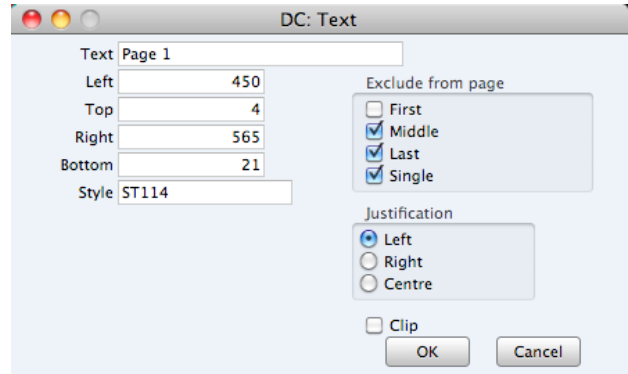 DC: Text
Text Page 1
Left 450
Top 4
Right 565
Bottom 21
Style ST114
Exclude from page
First
Middle
Last
Single
Justification
Left
Right
Centre
Clip
OK Cancel